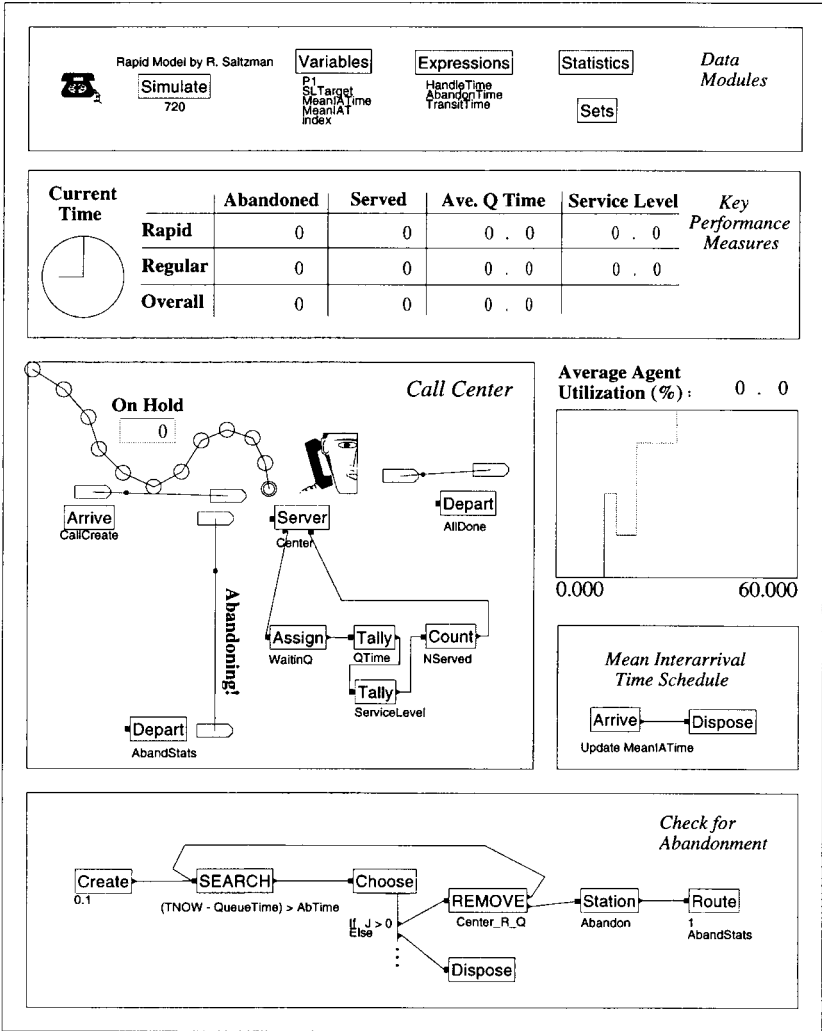 Rapid Model by R. Saltzman
Simulate
720
Variables
P1
SLTarget
MeanIATime
MeanIAT
Index
Expressions
HandleTime
AbandonTime
TransitTime
Statistics
Sets
Data
Modules
Current
Time
Abandoned Served Ave. Q Time Service Level
Rapid 0 0 0 . 0 0 . 0
Regular 0 0 0 . 0 0 . 0
Overall 0 0 0 . 0
Key
Performance
Measures
Call Center
On Hold
0
Arrive
CallCreate
Server
Center
Depart
AllDone
Abandoning!
Assign
WaitinQ
Tally
QTime
Count
NServed
Tally
ServiceLevel
Depart
AbandStats
Average Agent
Utilization (%): 0 . 0
0.000 60.000
Mean Interarrival
Time Schedule
Arrive
Update MeanIATime
Dispose
Check for
Abandonment
Create
0.1
SEARCH
(TNOW - QueueTime) > AbTime
Choose
If J > 0
Else
REMOVE
Center_R_Q
Station
Abandon
Route
1
AbandStats
Dispose